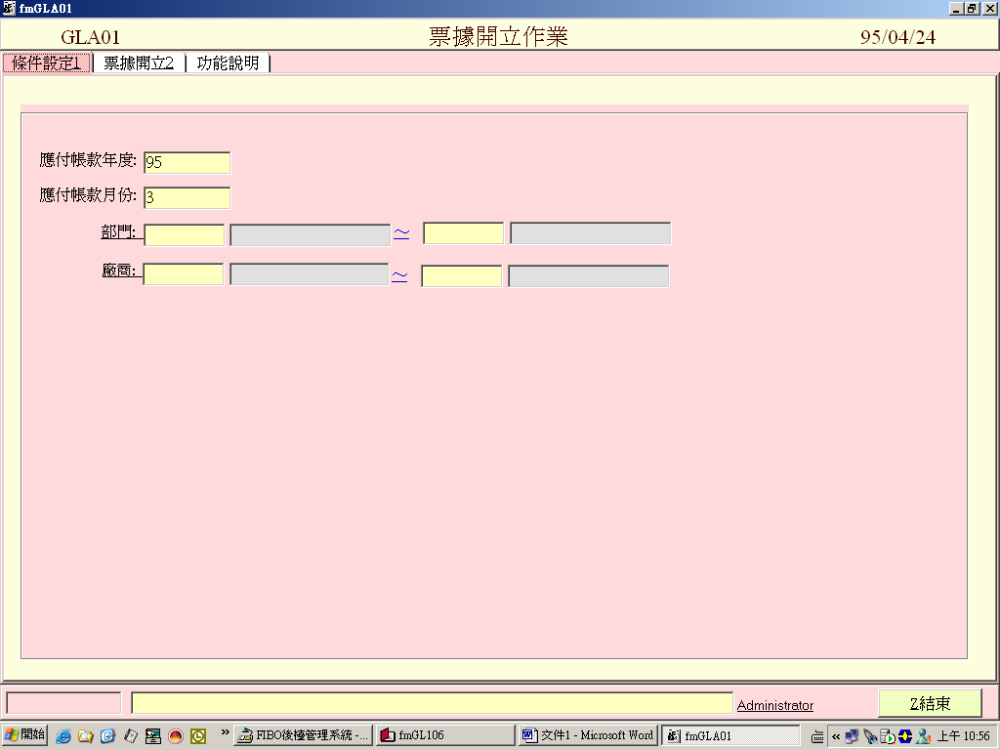 fmGLA01
GLA01 票據開立作業 95/04/24
條件設定1 票據開立2 功能說明
應付帳款年度: 95
應付帳款月份: 3
部門: ～
廠商: ～
Administrator Z結束
開始 » FIBO後檯管理系統 -... fmGL106 文件1 - Microsoft Word fmGLA01 « 上午 10:56